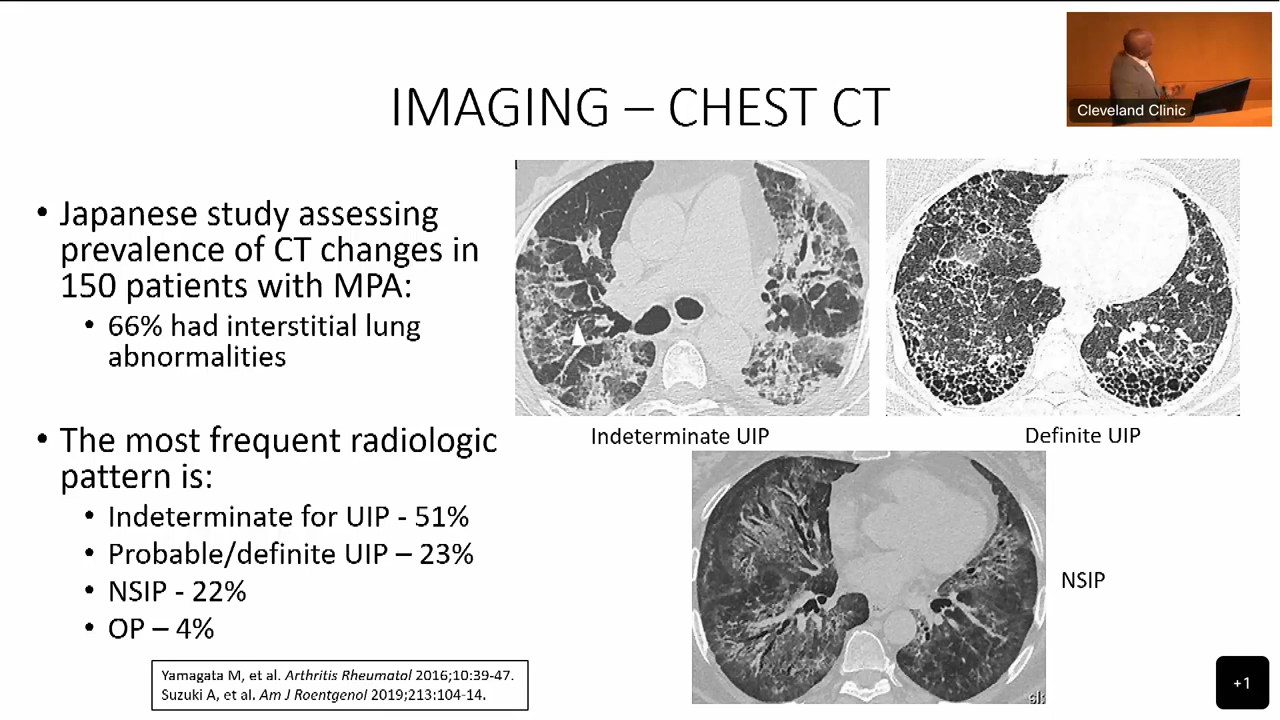 Cleveland Clinic
IMAGING – CHEST CT
• Japanese study assessing
prevalence of CT changes in
150 patients with MPA:
• 66% had interstitial lung
abnormalities
• The most frequent radiologic
pattern is:
• Indeterminate for UIP - 51%
• Probable/definite UIP – 23%
• NSIP - 22%
• OP – 4%
Yamagata M, et al. Arthritis Rheumatol 2016;10:39-47.
Suzuki A, et al. Am J Roentgenol 2019;213:104-14.
Indeterminate UIP
Definite UIP
NSIP
+1